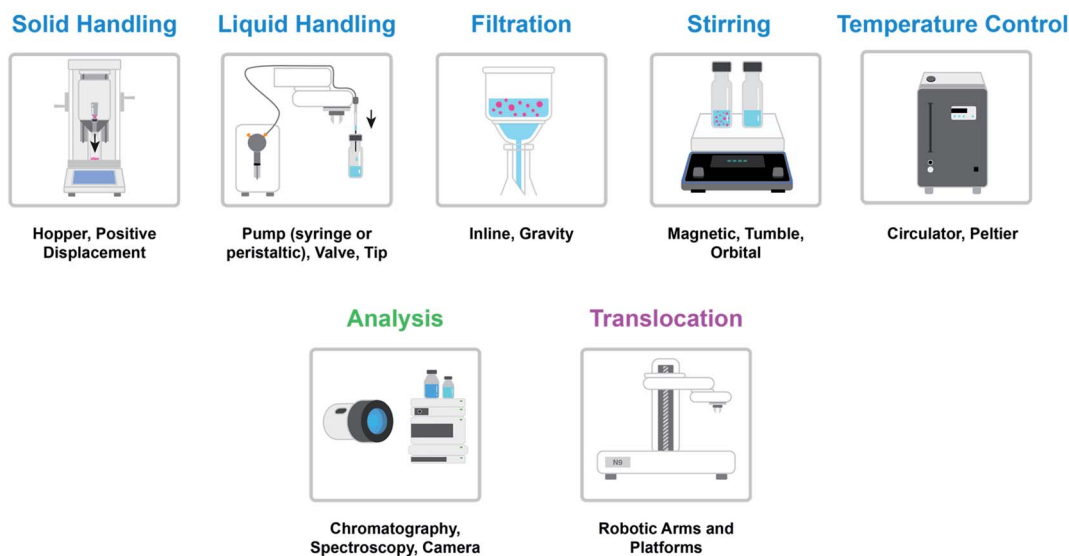 Solid Handling
Liquid Handling
Filtration
Stirring
Temperature Control
Hopper, Positive
Displacement
Pump (syringe or
peristaltic), Valve, Tip
Inline, Gravity
Magnetic, Tumble,
Orbital
Circulator, Peltier
Analysis
Translocation
N9
Chromatography,
Spectroscopy, Camera
Robotic Arms and
Platforms